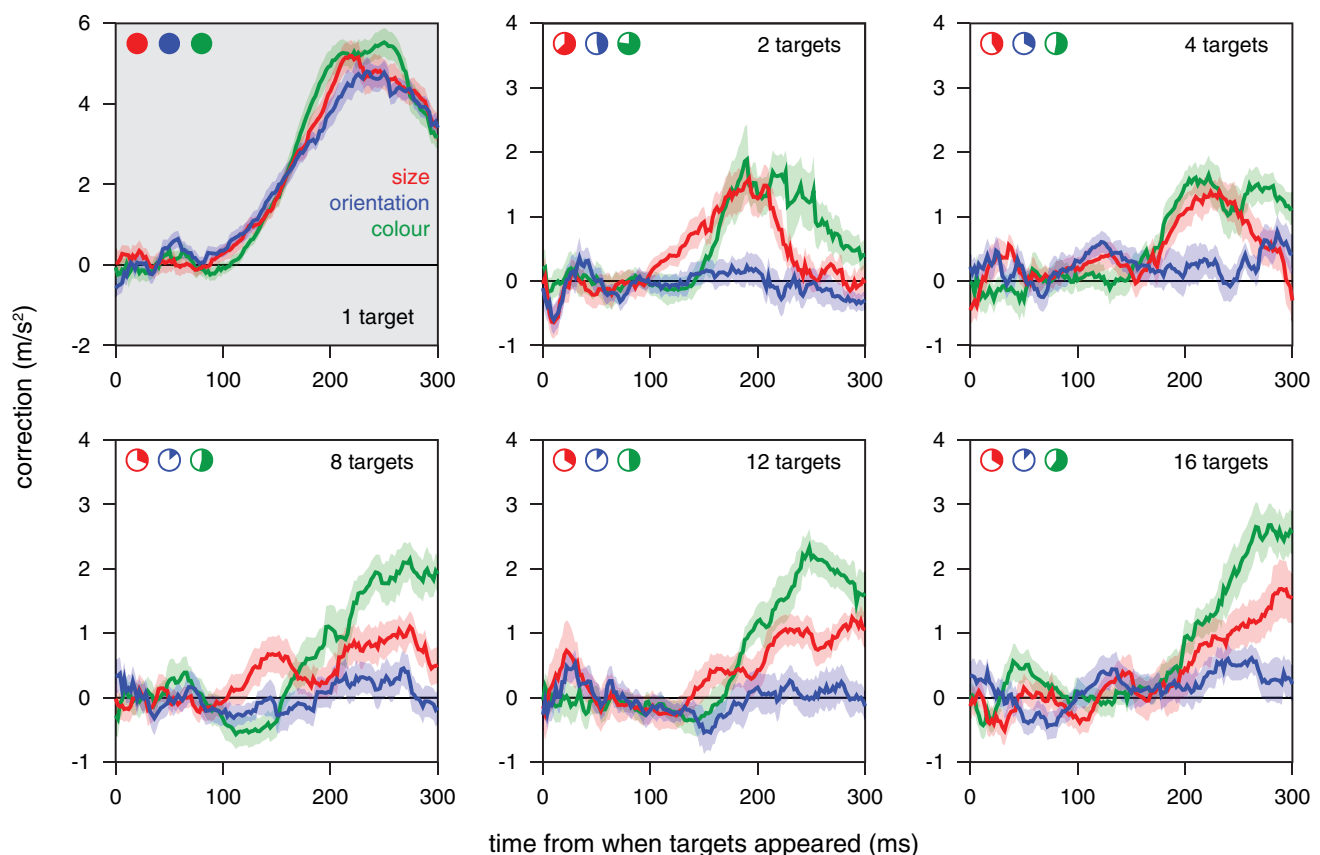 6
4
2
0
-2
size
orientation
colour
1 target
0 100 200 300
4
3
2
1
0
-1
2 targets
0 100 200 300
4
3
2
1
0
-1
4 targets
0 100 200 300
correction (m/s²)
4
3
2
1
0
-1
8 targets
0 100 200 300
4
3
2
1
0
-1
12 targets
0 100 200 300
4
3
2
1
0
-1
16 targets
0 100 200 300
time from when targets appeared (ms)